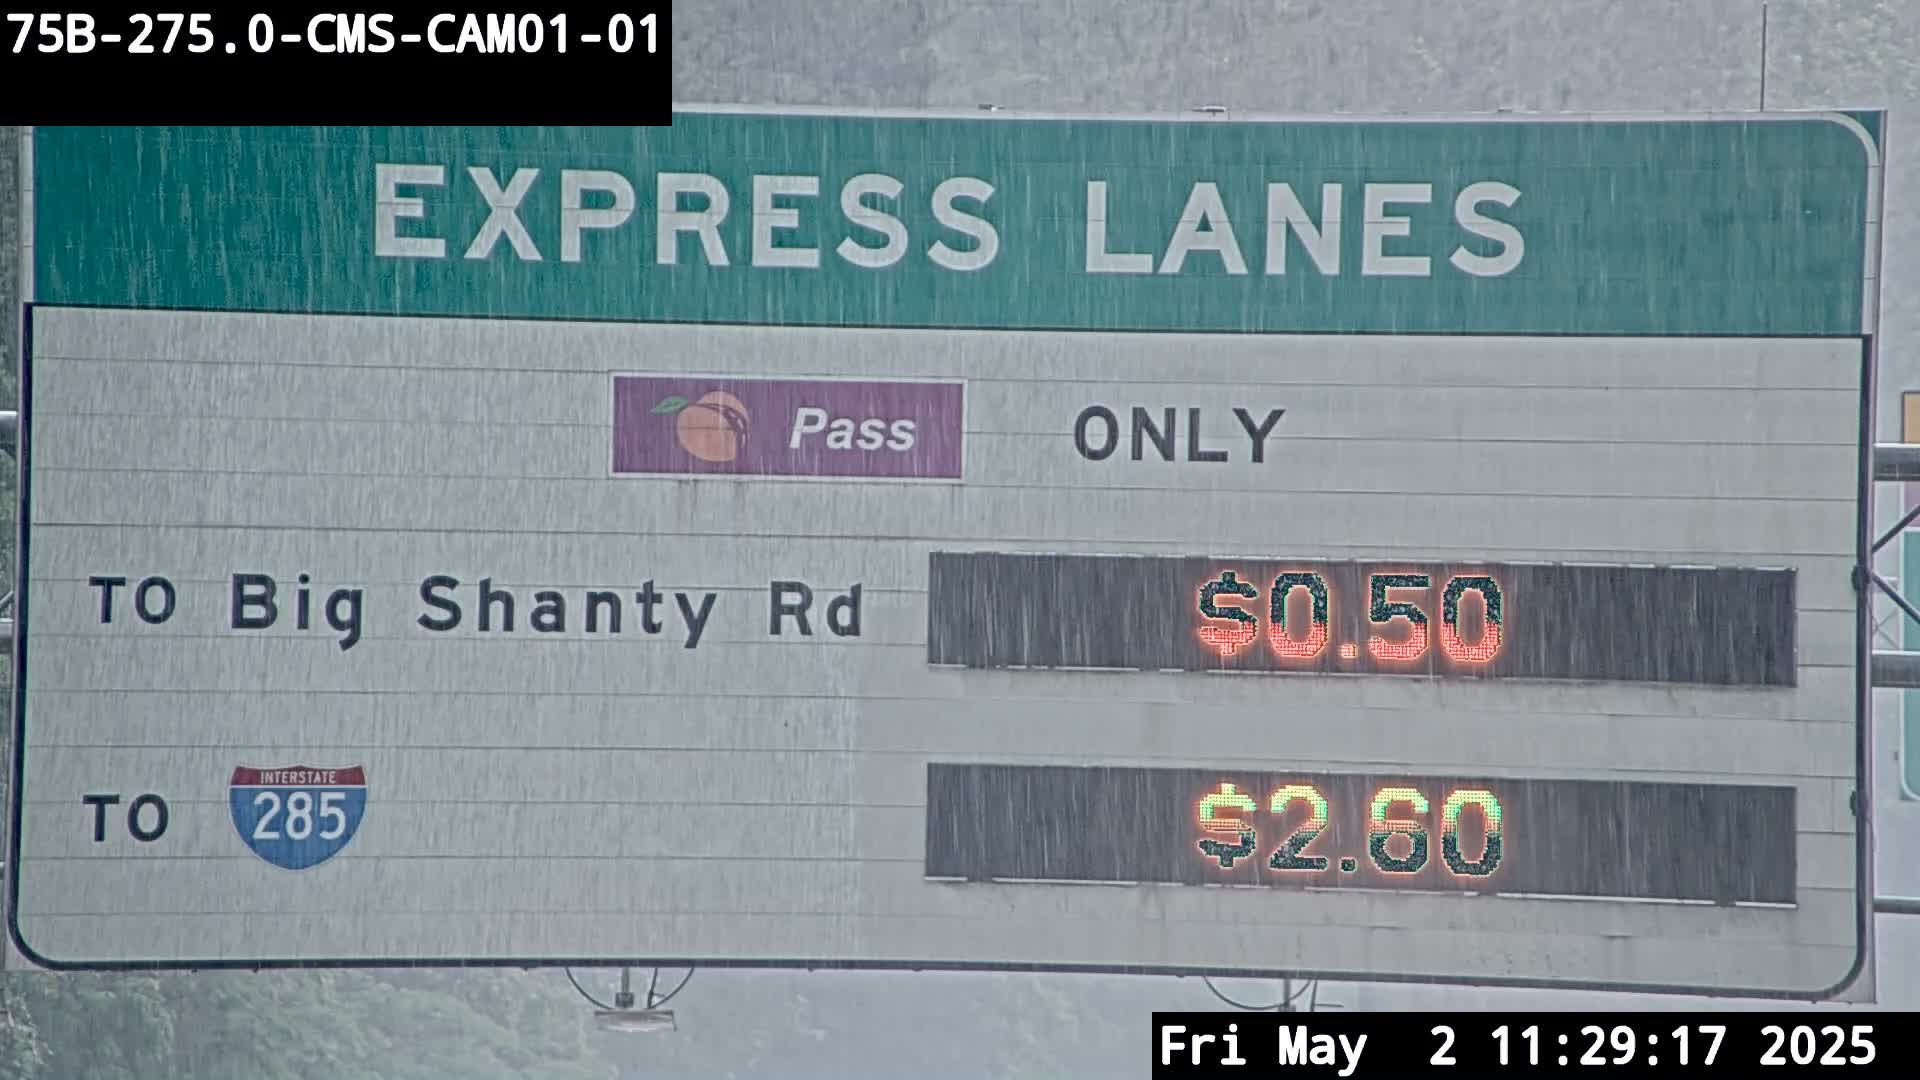 75B-275.0-CMS-CAM01-01
EXPRESS LANES
Pass ONLY
TO Big Shanty Rd $0.50
INTERSTATE
TO 285 $2.60
Fri May 2 11:29:17 2025